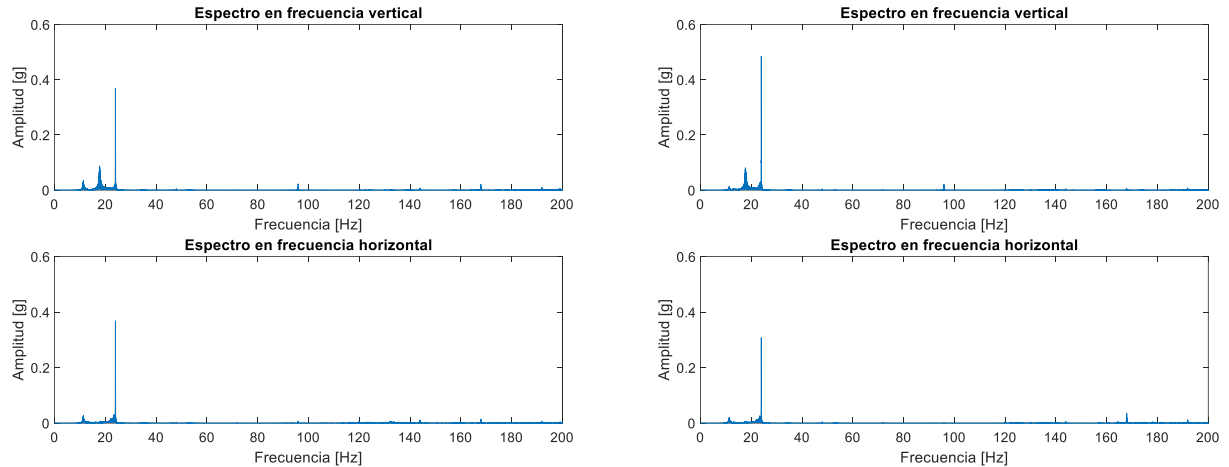 Espectro en frecuencia vertical
0.6
0.4
0.2
0
Amplitud [g]
0 20 40 60 80 100 120 140 160 180 200
Frecuencia [Hz]
Espectro en frecuencia vertical
0.6
0.4
0.2
0
Amplitud [g]
0 20 40 60 80 100 120 140 160 180 200
Frecuencia [Hz]
Espectro en frecuencia horizontal
0.6
0.4
0.2
0
Amplitud [g]
0 20 40 60 80 100 120 140 160 180 200
Frecuencia [Hz]
Espectro en frecuencia horizontal
0.6
0.4
0.2
0
Amplitud [g]
0 20 40 60 80 100 120 140 160 180 200
Frecuencia [Hz]